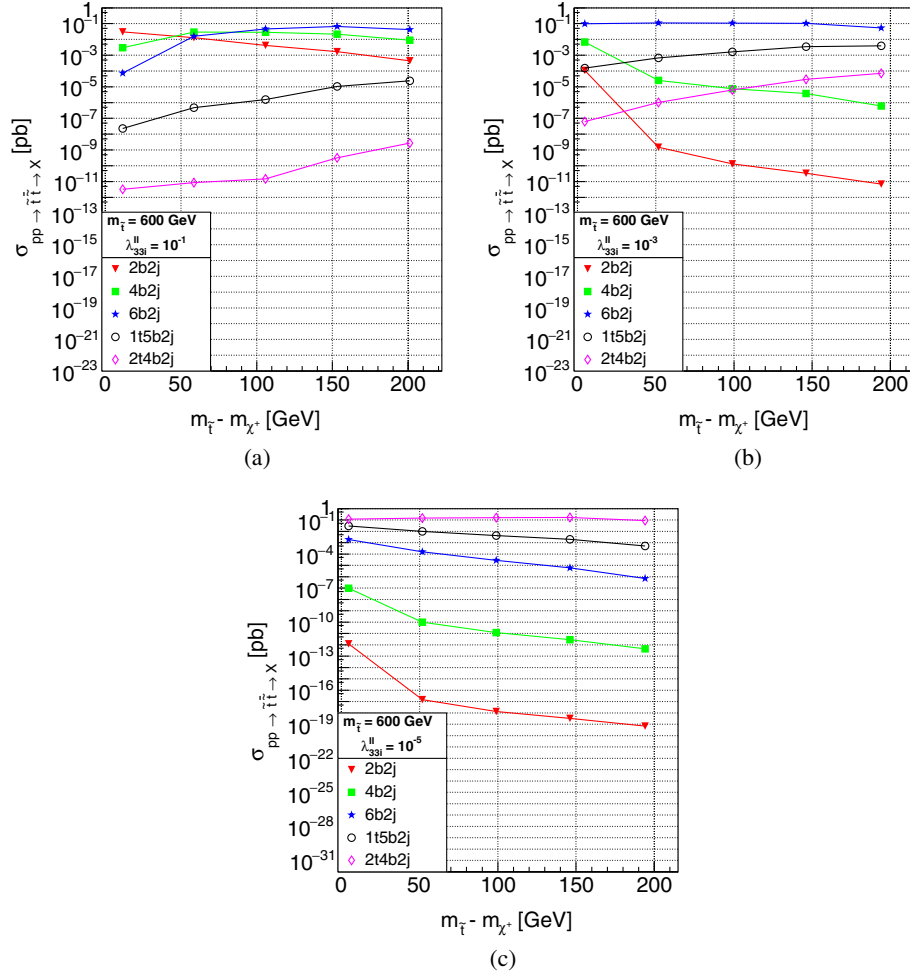 1
10⁻¹
10⁻³
10⁻⁵
10⁻⁷
10⁻⁹
10⁻¹¹
10⁻¹³
10⁻¹⁵
10⁻¹⁷
10⁻¹⁹
10⁻²¹
10⁻²³
σ pp → t̃ t̃̄ → X [pb]
m_t̃ = 600 GeV
λ^II_33i = 10⁻¹
2b2j
4b2j
6b2j
1t5b2j
2t4b2j
0 50 100 150 200
m_t̃ - m_χ⁺ [GeV]
(a)
1
10⁻¹
10⁻³
10⁻⁵
10⁻⁷
10⁻⁹
10⁻¹¹
10⁻¹³
10⁻¹⁵
10⁻¹⁷
10⁻¹⁹
10⁻²¹
10⁻²³
σ pp → t̃ t̃̄ → X [pb]
m_t̃ = 600 GeV
λ^II_33i = 10⁻³
2b2j
4b2j
6b2j
1t5b2j
2t4b2j
0 50 100 150 200
m_t̃ - m_χ⁺ [GeV]
(b)
1
10⁻¹
10⁻⁴
10⁻⁷
10⁻¹⁰
10⁻¹³
10⁻¹⁶
10⁻¹⁹
10⁻²²
10⁻²⁵
10⁻²⁸
10⁻³¹
σ pp → t̃ t̃̄ → X [pb]
m_t̃ = 600 GeV
λ^II_33i = 10⁻⁵
2b2j
4b2j
6b2j
1t5b2j
2t4b2j
0 50 100 150 200
m_t̃ - m_χ⁺ [GeV]
(c)